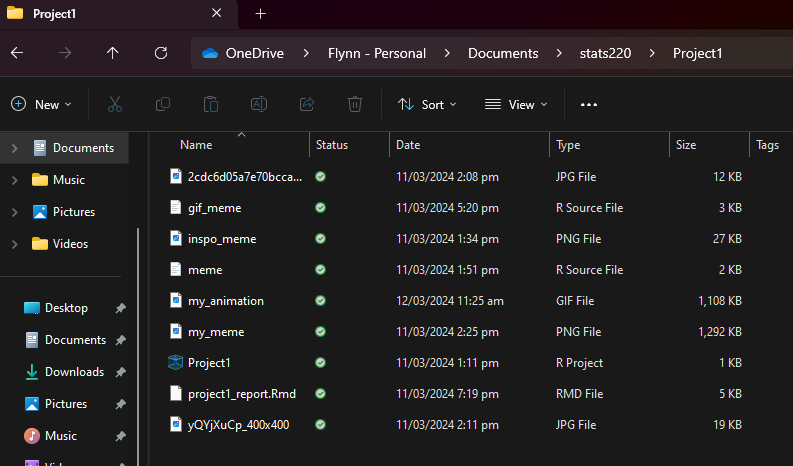 Project1
OneDrive > Flynn - Personal > Documents > stats220 > Project1
New Sort View
Documents
Music
Pictures
Videos
Desktop
Documents
Downloads
Pictures
Music
Name Status Date Type Size Tags
2cdc6d05a7e70bcca... 11/03/2024 2:08 pm JPG File 12 KB
gif_meme 11/03/2024 5:20 pm R Source File 3 KB
inspo_meme 11/03/2024 1:34 pm PNG File 27 KB
meme 11/03/2024 1:51 pm R Source File 2 KB
my_animation 12/03/2024 11:25 am GIF File 1,108 KB
my_meme 11/03/2024 2:25 pm PNG File 1,292 KB
Project1 11/03/2024 1:11 pm R Project 1 KB
project1_report.Rmd 11/03/2024 7:19 pm RMD File 5 KB
yQYjXuCp_400x400 11/03/2024 2:11 pm JPG File 19 KB